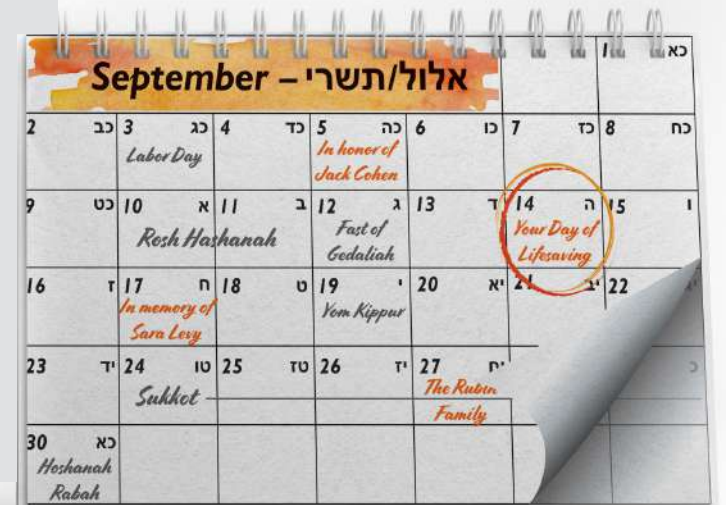 September – אלול/תשרי
1 כא
2 כב 3 כג 4 כד 5 כה 6 כו 7 כז 8 כח
Labor Day In honor of
Jack Cohen
9 כט 10 א 11 ב 12 ג 13 ד 14 ה 15 ו
Rosh Hashanah Fast of Your Day of
Gedaliah Lifesaving
16 ז 17 ח 18 ט 19 י 20 יא 21 יב 22
In memory of Yom Kippur
Sara Levy
23 יד 24 טו 25 טז 26 יז 27 יח
Sukkot The Rubin
Family
30 כא
Hoshanah
Rabah